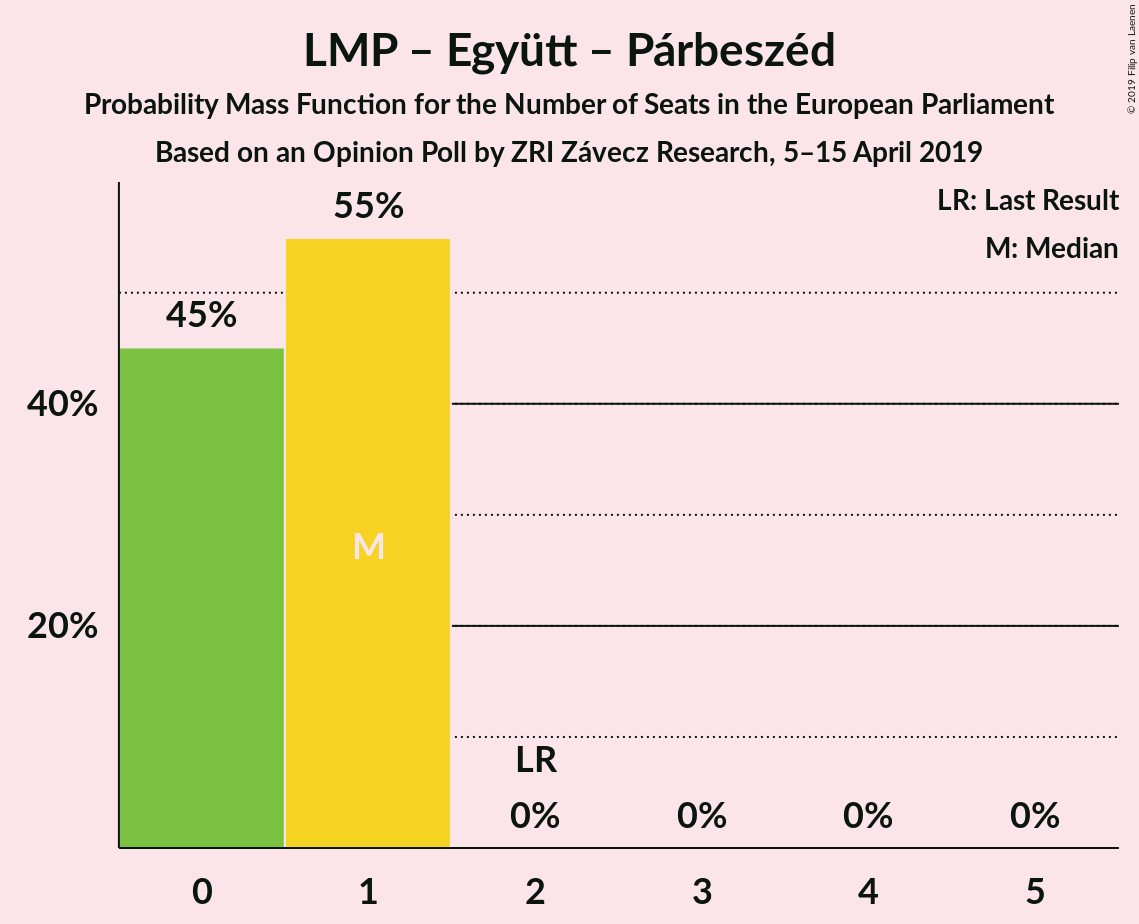 LMP – Együtt – Párbeszéd
Probability Mass Function for the Number of Seats in the European Parliament
Based on an Opinion Poll by ZRI Závecz Research, 5–15 April 2019
© 2019 Filip van Laenen
LR: Last Result
M: Median
55%
45%
40%
M
20%
LR
0% 0% 0% 0%
0 1 2 3 4 5